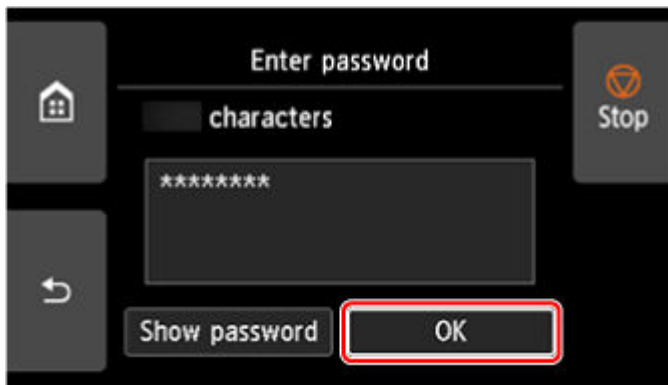 Enter password
characters
Stop
********
Show password
OK